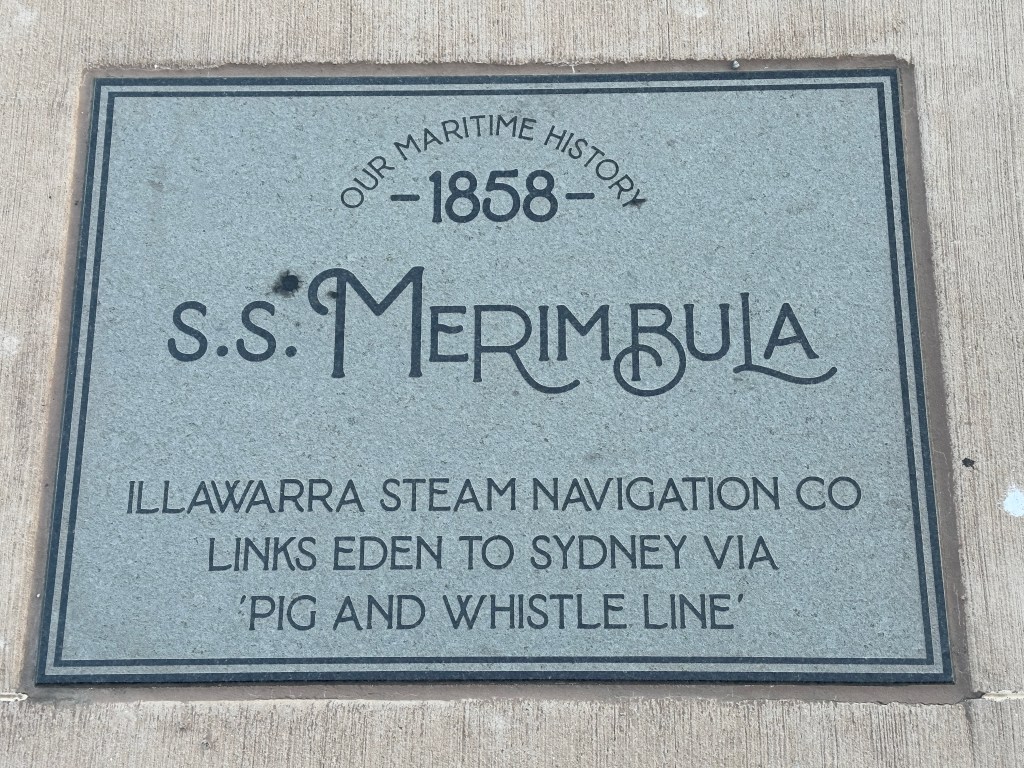 OUR MARITIME HISTORY
-1858-
S.S. MERIMBULA
ILLAWARRA STEAM NAVIGATION CO
LINKS EDEN TO SYDNEY VIA
'PIG AND WHISTLE LINE'